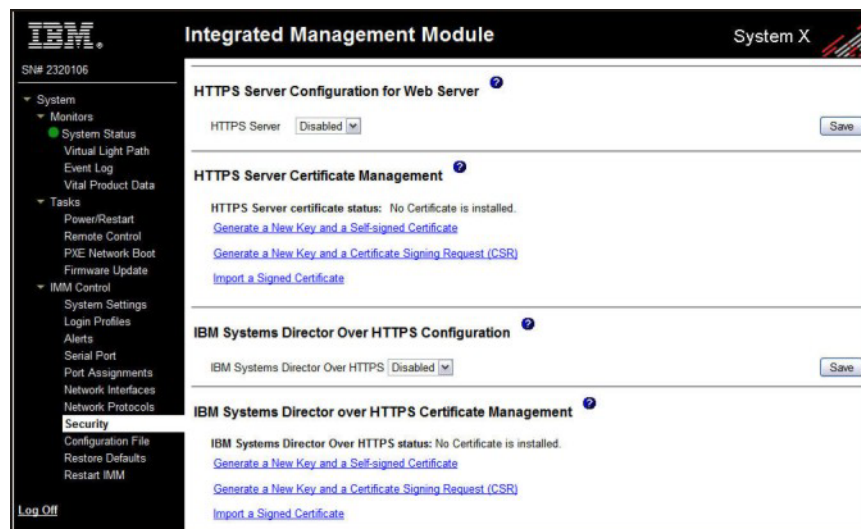 IBM.
Integrated Management Module
System X
SN# 2320106
System
Monitors
System Status
Virtual Light Path
Event Log
Vital Product Data
Tasks
Power/Restart
Remote Control
PXE Network Boot
Firmware Update
IMM Control
System Settings
Login Profiles
Alerts
Serial Port
Port Assignments
Network Interfaces
Network Protocols
Security
Configuration File
Restore Defaults
Restart IMM
Log Off
HTTPS Server Configuration for Web Server ?
HTTPS Server Disabled Save
HTTPS Server Certificate Management ?
HTTPS Server certificate status: No Certificate is installed.
Generate a New Key and a Self-signed Certificate
Generate a New Key and a Certificate Signing Request (CSR)
Import a Signed Certificate
IBM Systems Director Over HTTPS Configuration ?
IBM Systems Director Over HTTPS Disabled Save
IBM Systems Director over HTTPS Certificate Management ?
IBM Systems Director Over HTTPS status: No Certificate is installed.
Generate a New Key and a Self-signed Certificate
Generate a New Key and a Certificate Signing Request (CSR)
Import a Signed Certificate